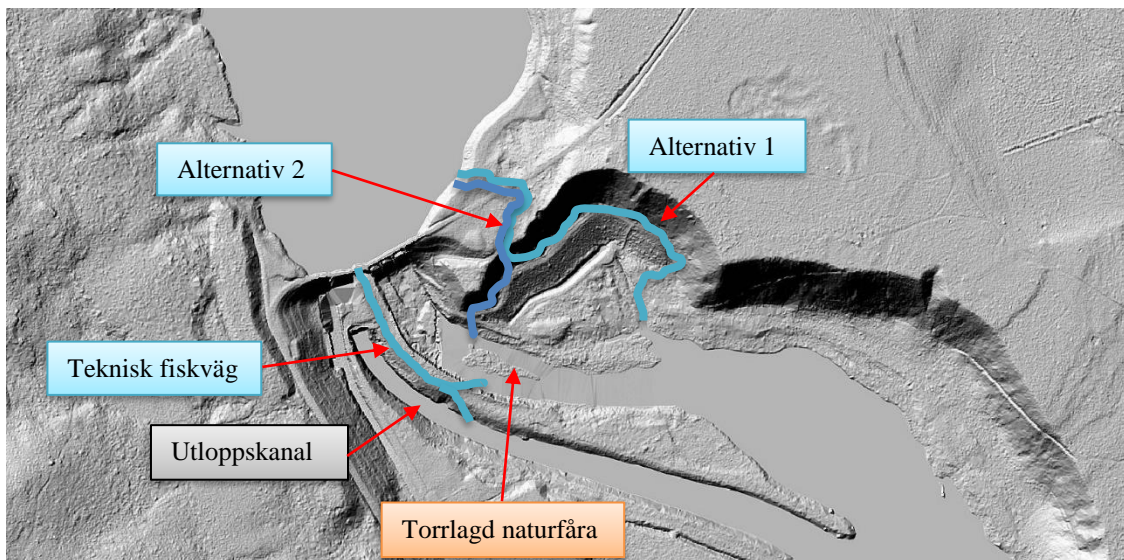 Alternativ 1
Alternativ 2
Teknisk fiskväg
Utloppskanal
Torrlagd naturfåra